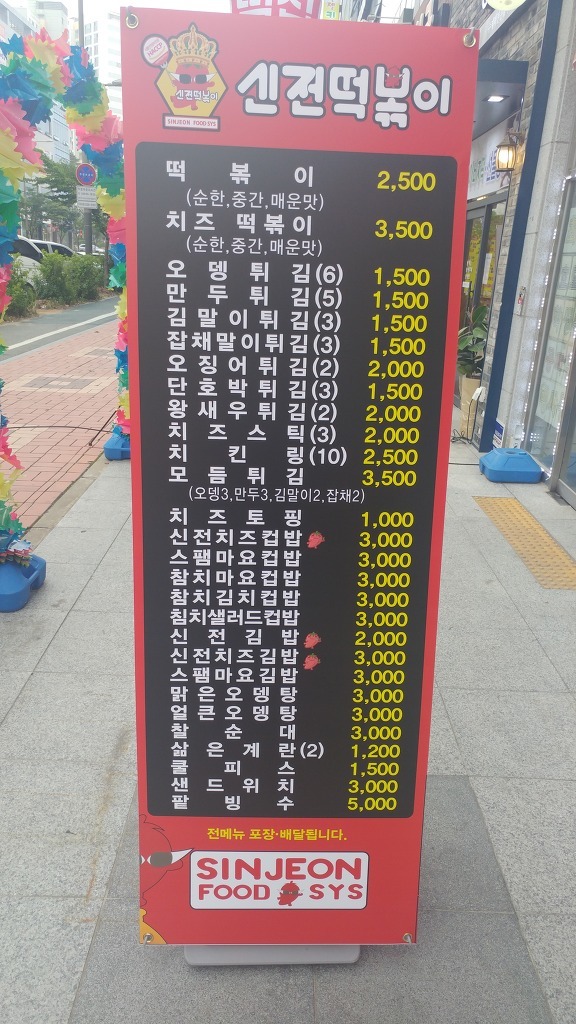 신전떡볶이
SINJEON FOOD SYS
신전떡볶이
떡볶이 2,500
(순한,중간,매운맛)
치즈 떡볶이 3,500
(순한,중간,매운맛)
오뎅튀김(6) 1,500
만두튀김(5) 1,500
김말이튀김(3) 1,500
잡채말이튀김(3) 1,500
오징어튀김(2) 2,000
단호박튀김(3) 1,500
왕새우튀김(2) 2,000
치즈스틱(3) 2,000
치킨링(10) 2,500
모듬튀김 3,500
(오뎅3,만두3,김말이2,잡채2)
치즈토핑 1,000
신전치즈컵밥 3,000
스팸마요컵밥 3,000
참치마요컵밥 3,000
참치김치컵밥 3,000
침치샐러드컵밥 3,000
신전김밥 2,000
신전치즈김밥 3,000
스팸마요김밥 3,000
맑은오뎅탕 3,000
얼큰오뎅탕 3,000
찰순대 3,000
삶은계란(2) 1,200
쿨피스 1,500
샌드위치 3,000
팥빙수 5,000
전메뉴 포장·배달됩니다.
SINJEON
FOOD SYS